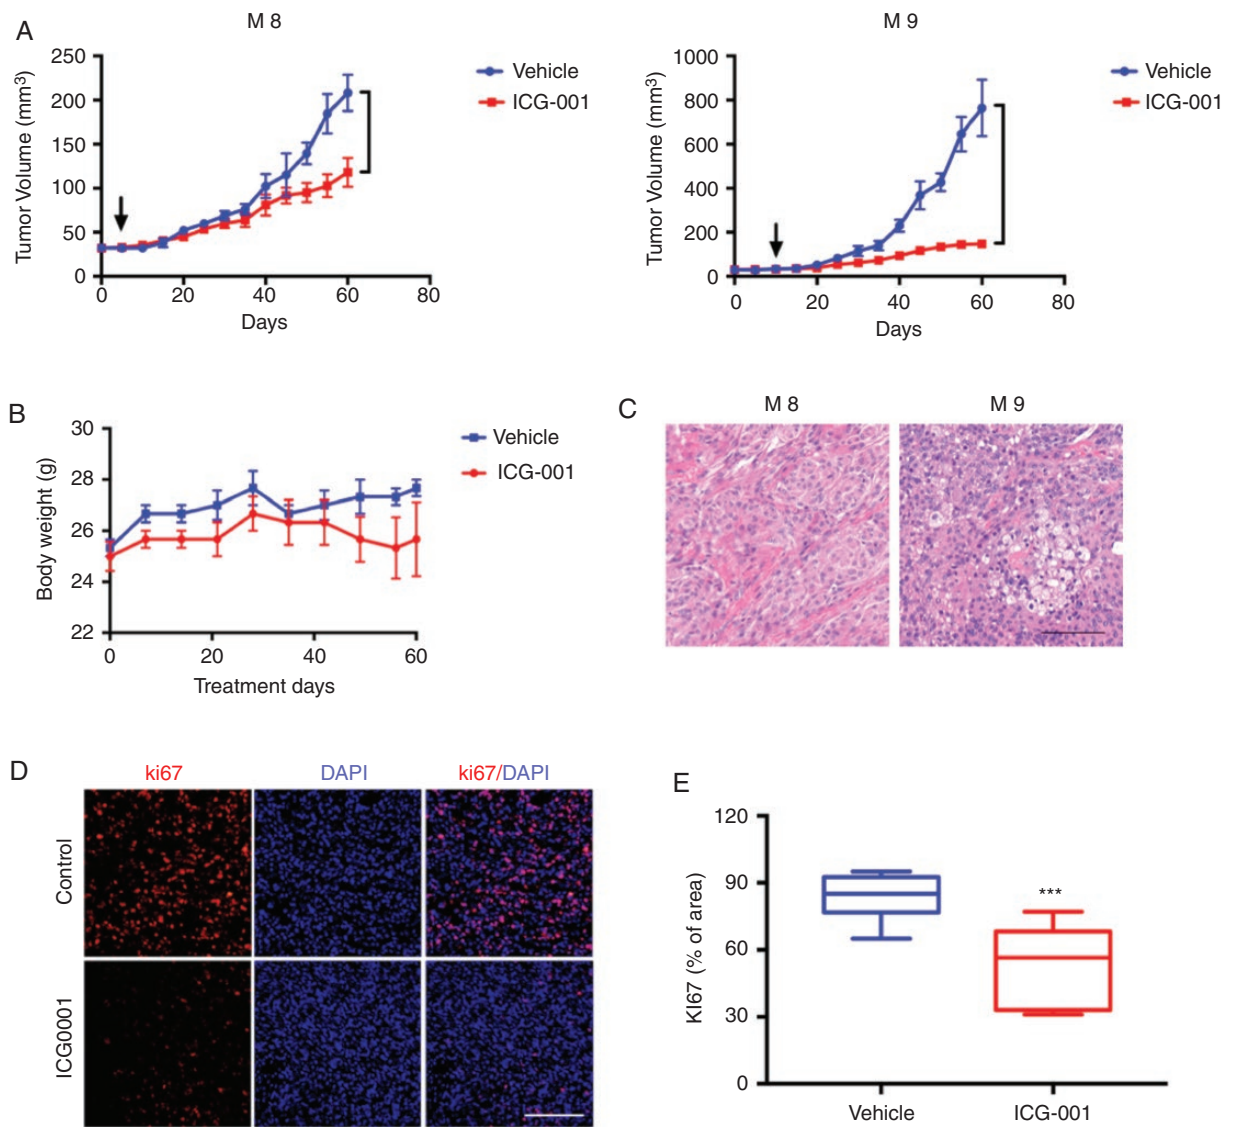 A
M 8
Tumor Volume (mm³)
250
200
150
100
50
0
0 20 40 60 80
Days
Vehicle
ICG-001
M 9
Tumor Volume (mm³)
1000
800
600
400
200
0
0 20 40 60 80
Days
Vehicle
ICG-001
B
Body weight (g)
30
28
26
24
22
0 20 40 60
Treatment days
Vehicle
ICG-001
C
M 8 M 9
D
ki67 DAPI ki67/DAPI
Control
ICG0001
E
KI67 (% of area)
120
90
60
30
0
***
Vehicle ICG-001